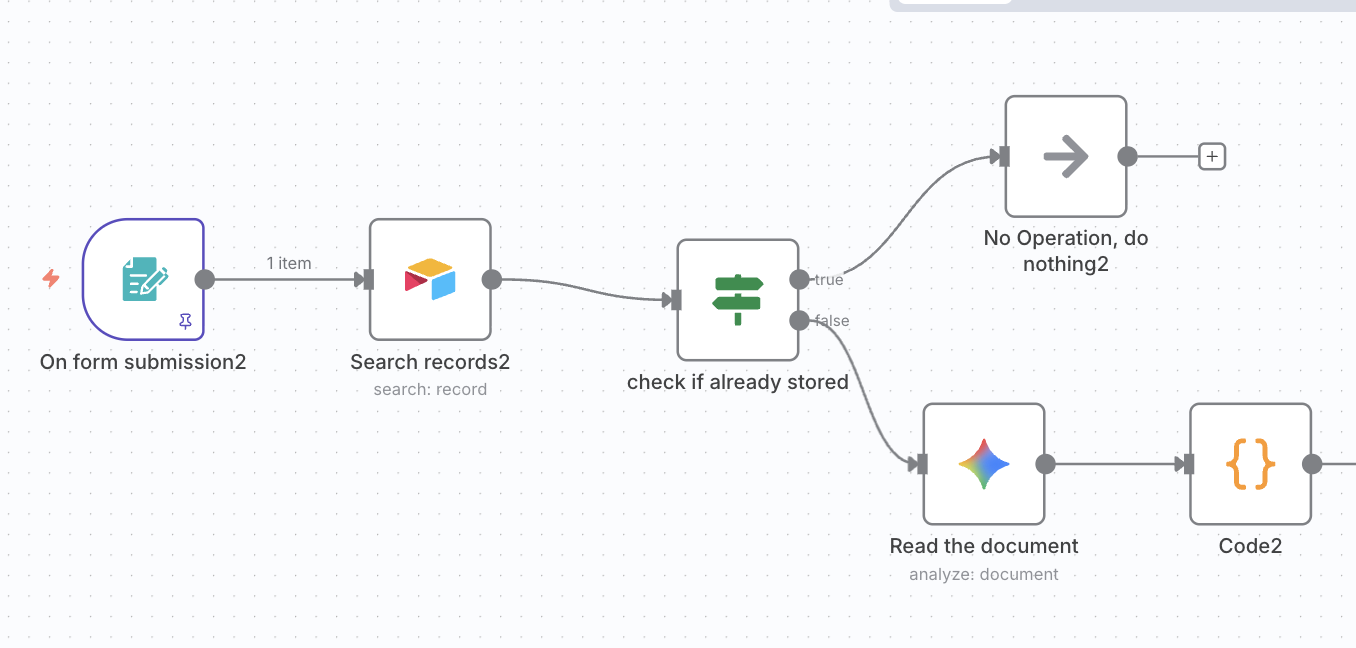 1 item
On form submission2
Search records2
search: record
true
false
check if already stored
No Operation, do
nothing2
Read the document
analyze: document
Code2